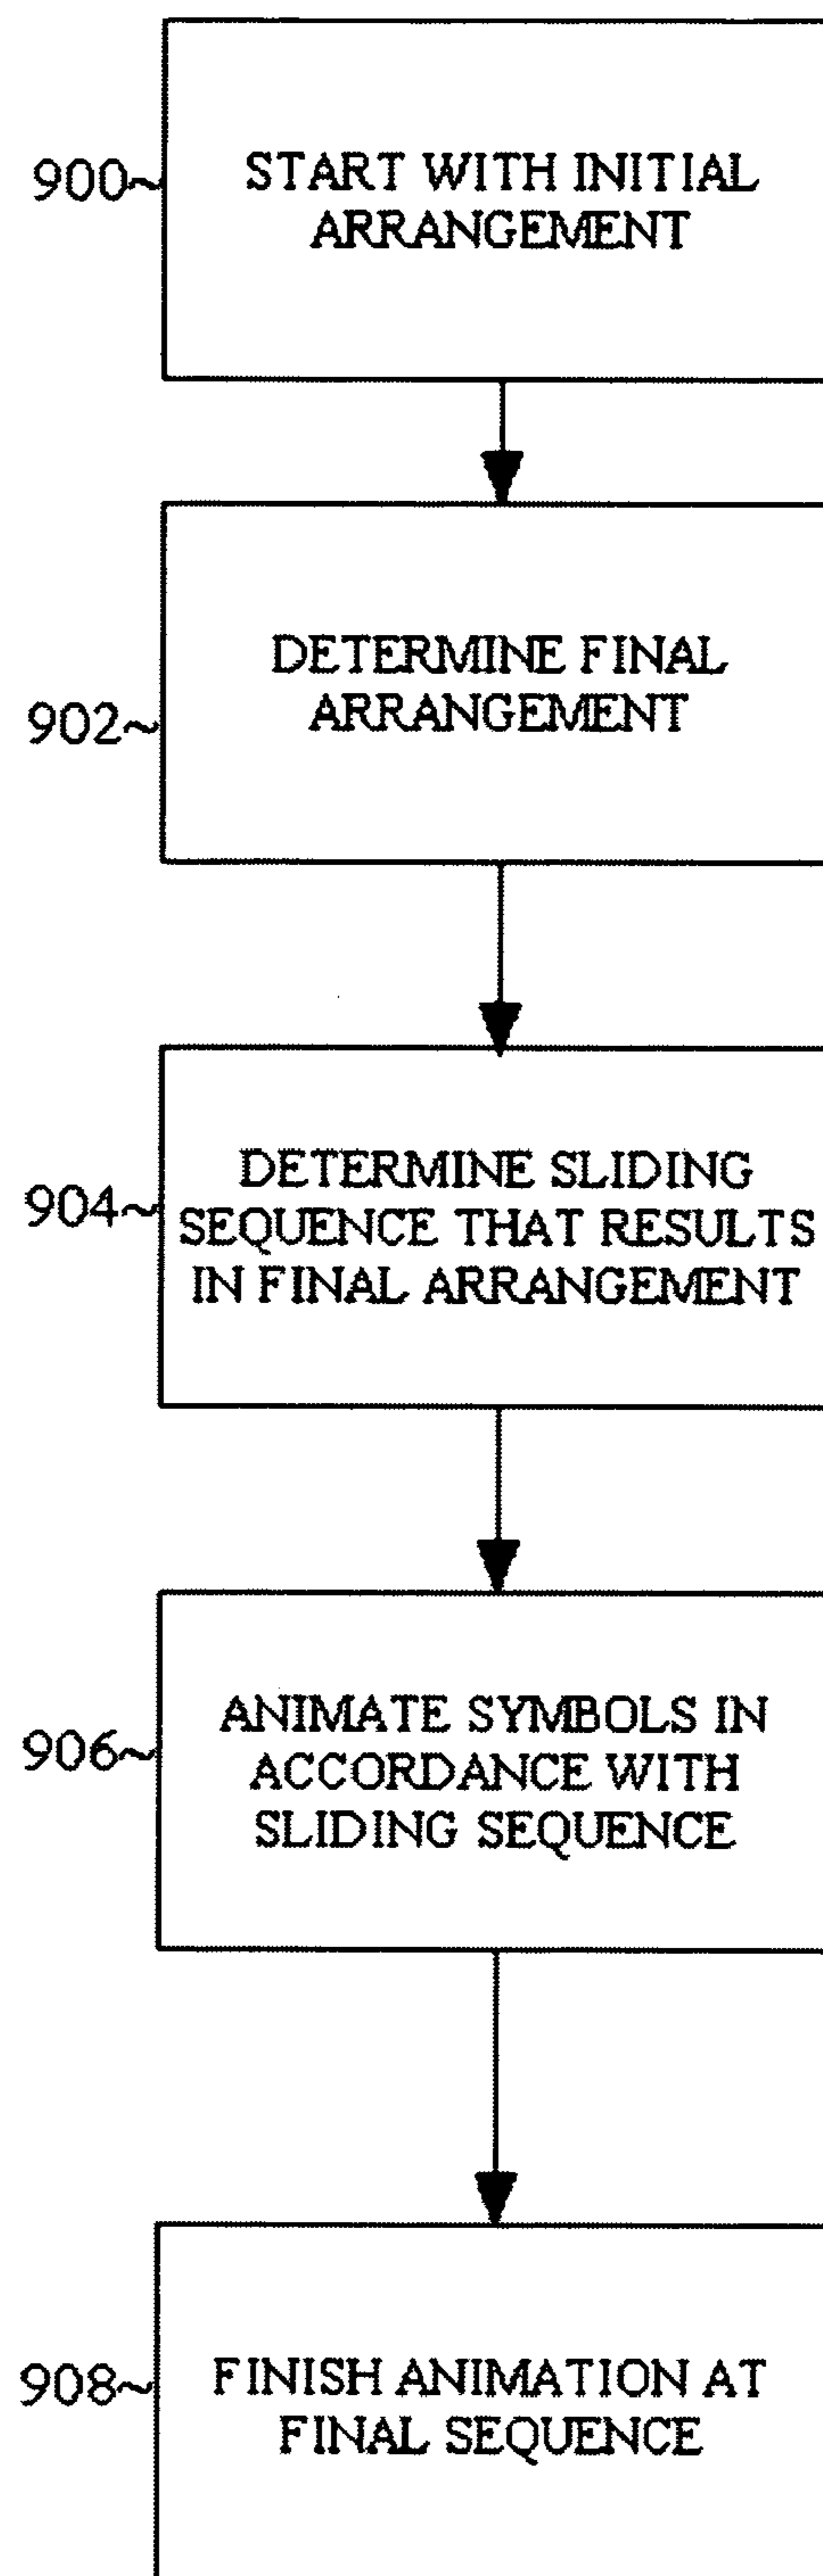 900~
START WITH INITIAL
ARRANGEMENT
902~
DETERMINE FINAL
ARRANGEMENT
904~
DETERMINE SLIDING
SEQUENCE THAT RESULTS
IN FINAL ARRANGEMENT
906~
ANIMATE SYMBOLS IN
ACCORDANCE WITH
SLIDING SEQUENCE
908~
FINISH ANIMATION AT
FINAL SEQUENCE